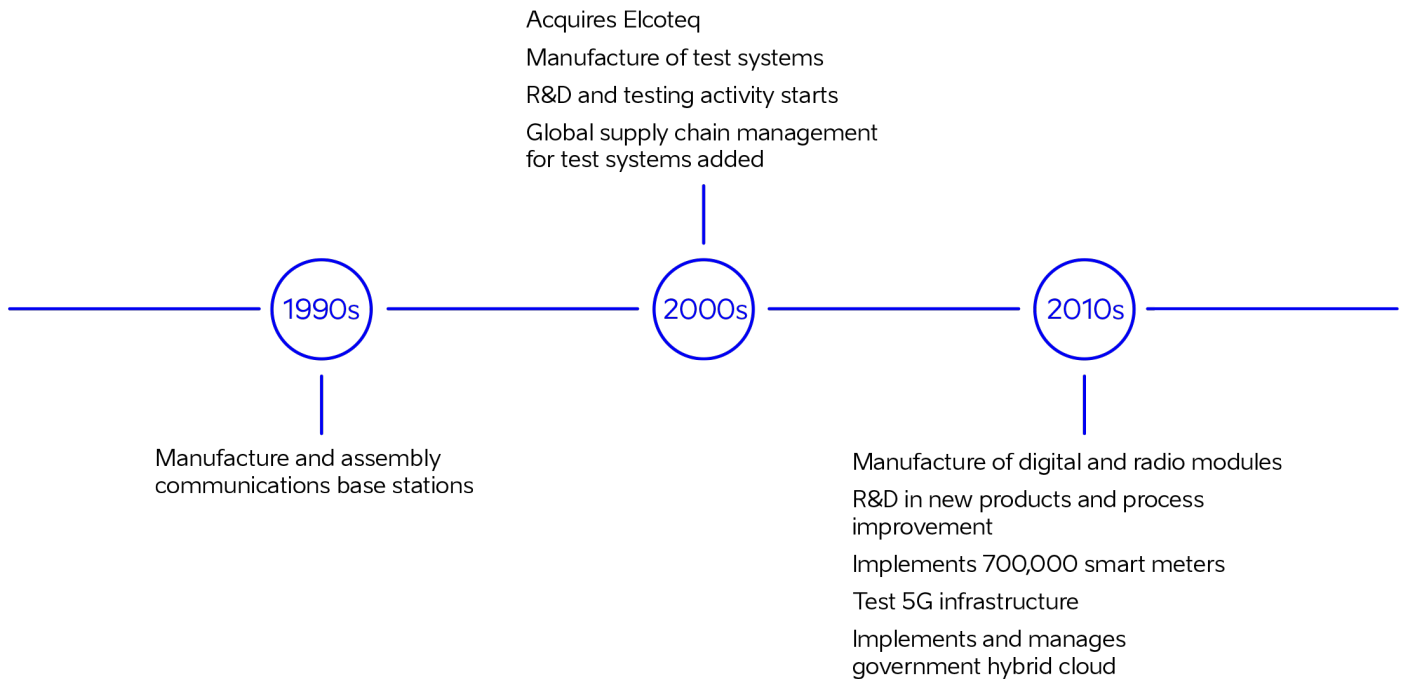 Acquires Elcoteq
Manufacture of test systems
R&D and testing activity starts
Global supply chain management
for test systems added
1990s
2000s
2010s
Manufacture and assembly
communications base stations
Manufacture of digital and radio modules
R&D in new products and process
improvement
Implements 700,000 smart meters
Test 5G infrastructure
Implements and manages
government hybrid cloud